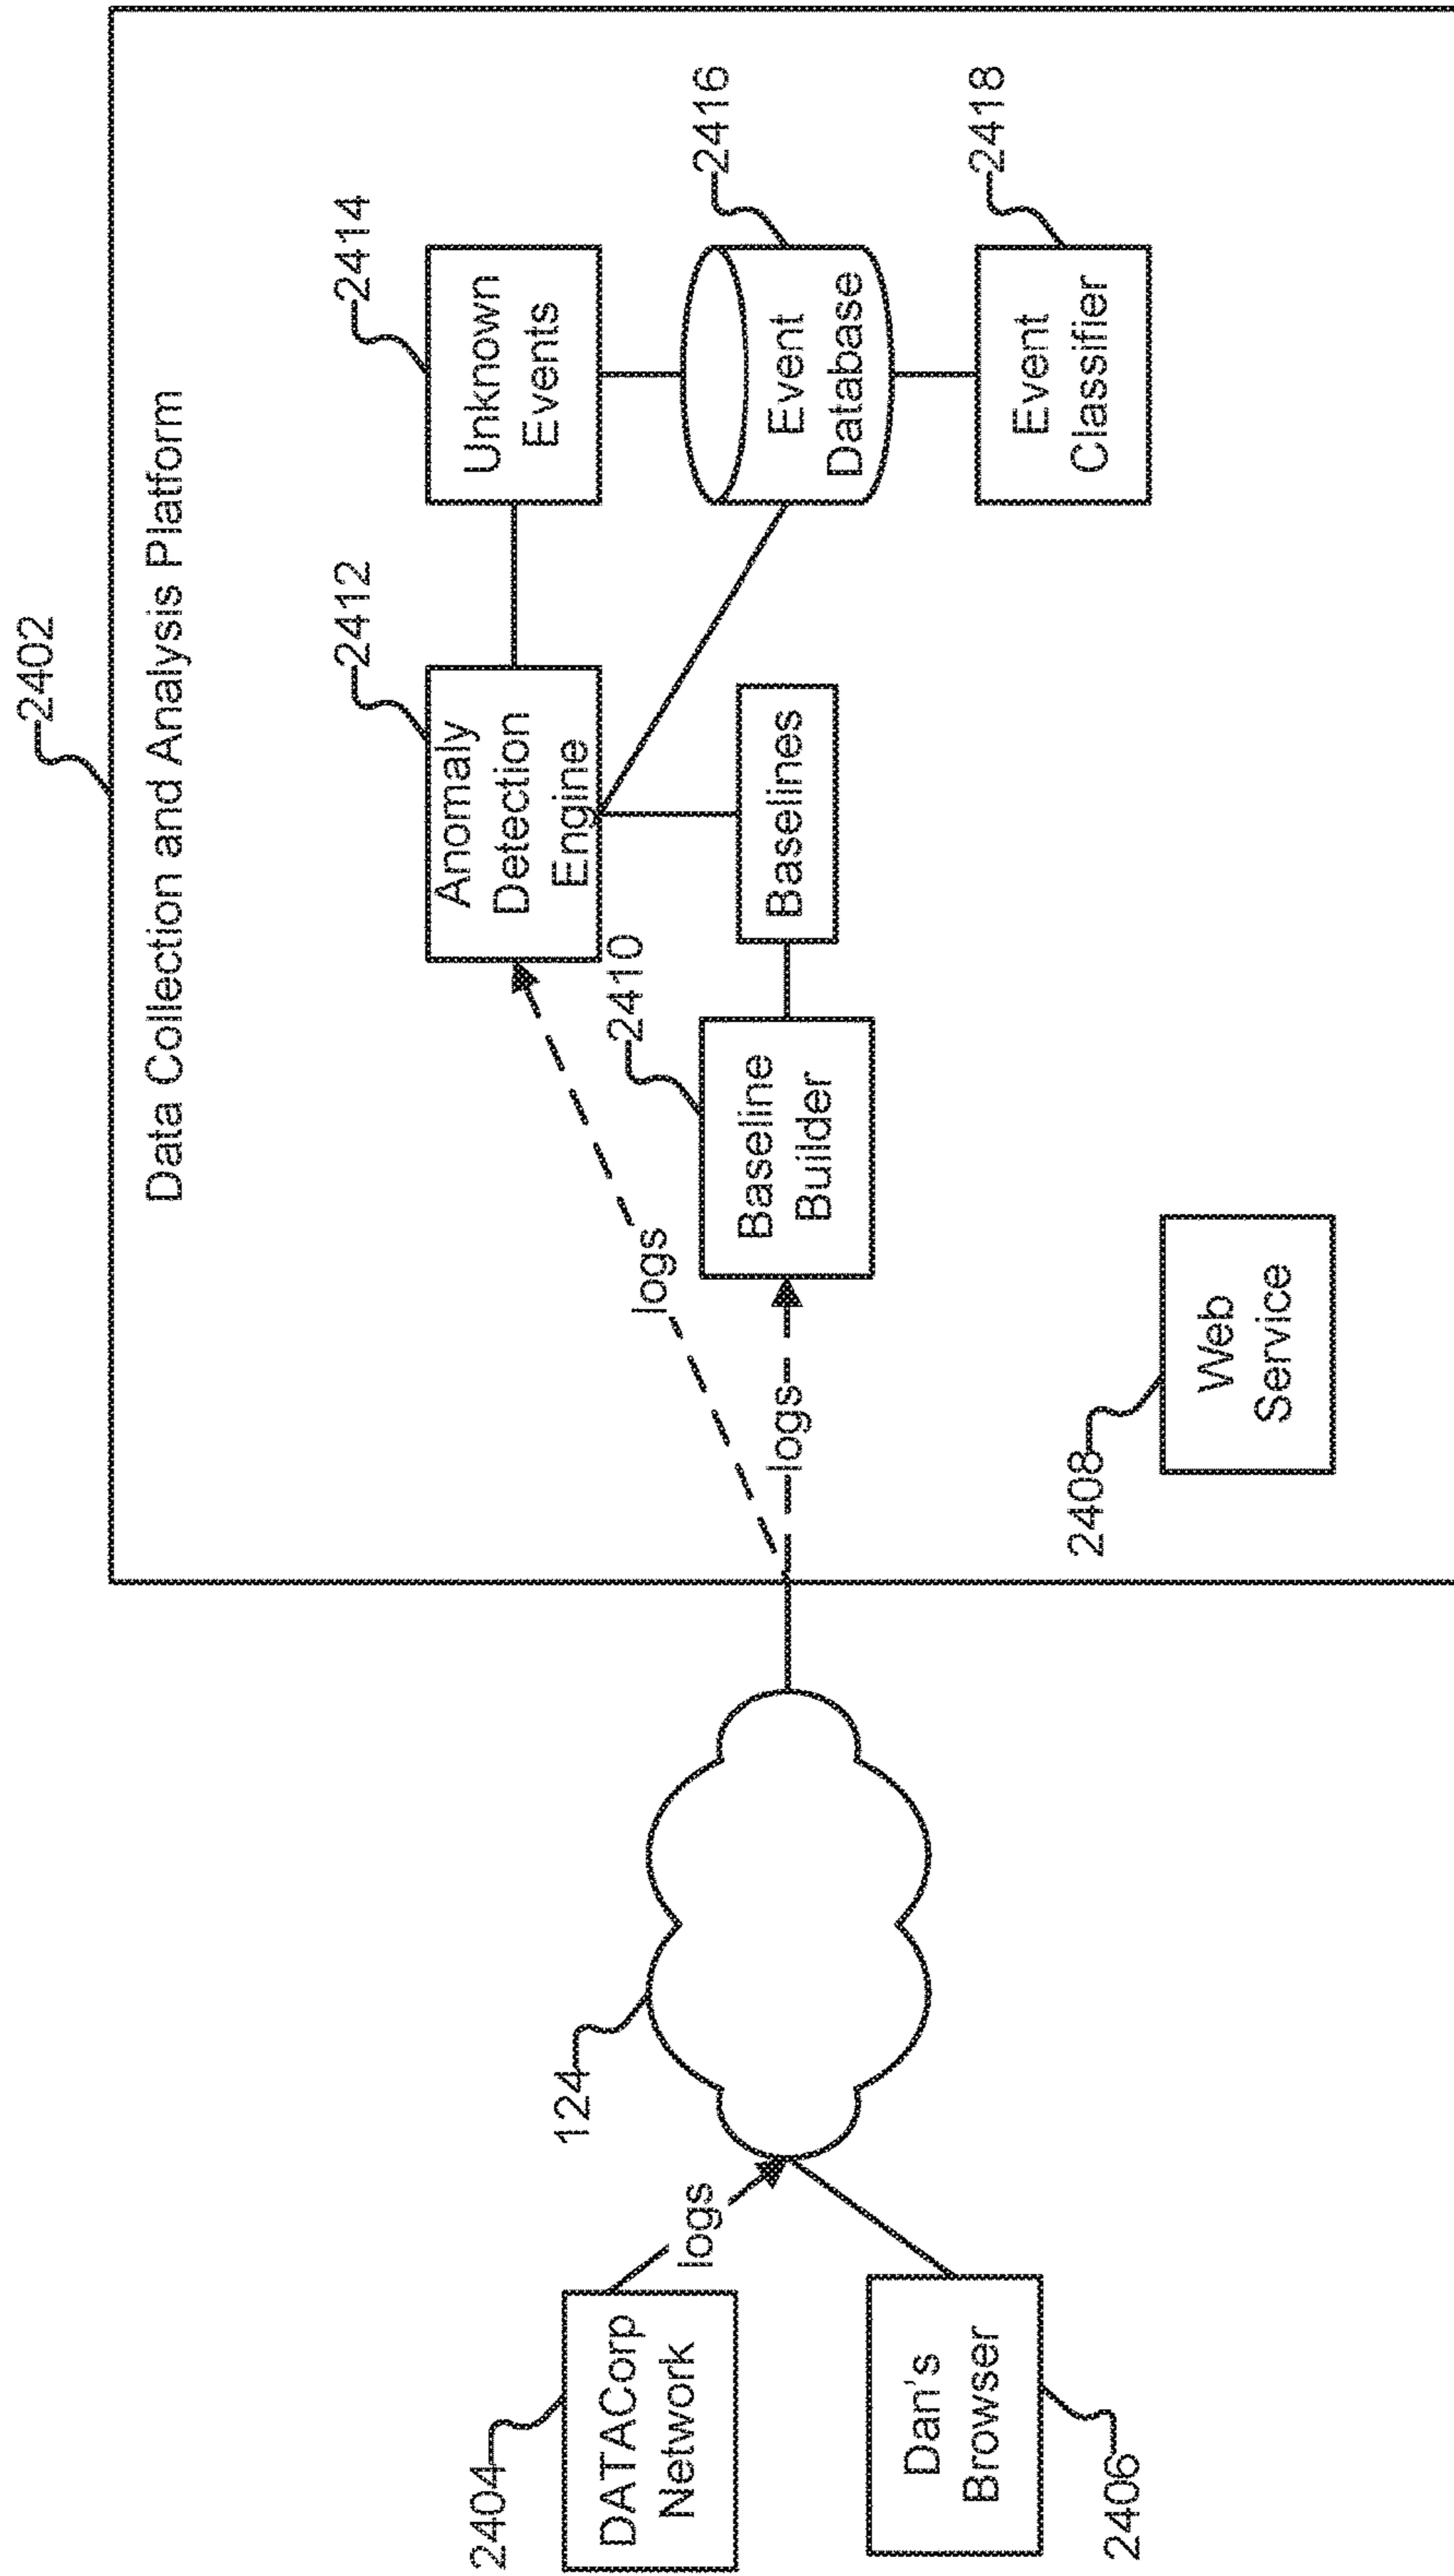 2402
Data Collection and Analysis Platform
2404
DATACorp
Network
logs
124
Dan's
Browser
2406
logs
logs
2412
Anomaly
Detection
Engine
2414
Unknown
Events
2410
Baseline
Builder
Baselines
2416
Event
Database
2418
Event
Classifier
2408
Web
Service